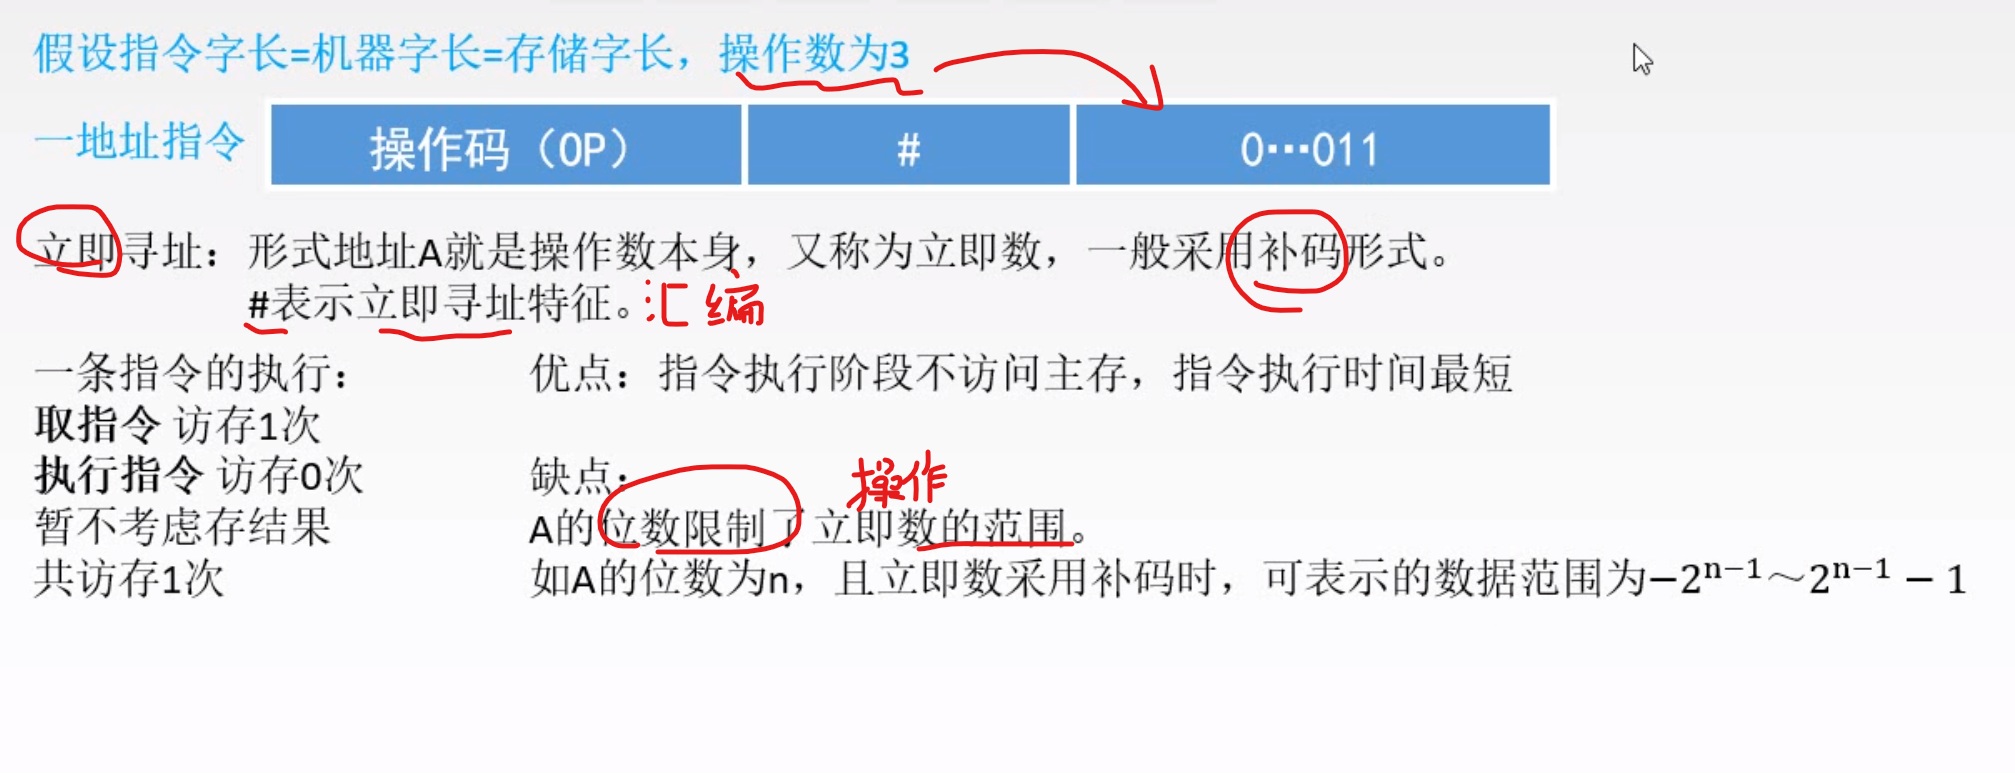 假设指令字长=机器字长=存储字长，操作数为3
一地址指令 操作码（OP） # 0···011
立即寻址：形式地址A就是操作数本身，又称为立即数，一般采用补码形式。
#表示立即寻址特征。汇编
一条指令的执行： 优点：指令执行阶段不访问主存，指令执行时间最短
取指令 访存1次
执行指令 访存0次 缺点： 操作
暂不考虑存结果 A的位数限制了立即数的范围。
共访存1次 如A的位数为n，且立即数采用补码时，可表示的数据范围为−2ⁿ⁻¹～2ⁿ⁻¹ − 1